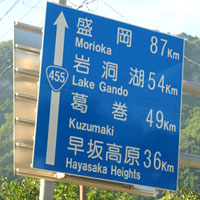 盛岡 87Km
Morioka
455
岩洞湖 54Km
Lake Gando
葛巻 49Km
Kuzumaki
早坂高原 36Km
Hayasaka Heights